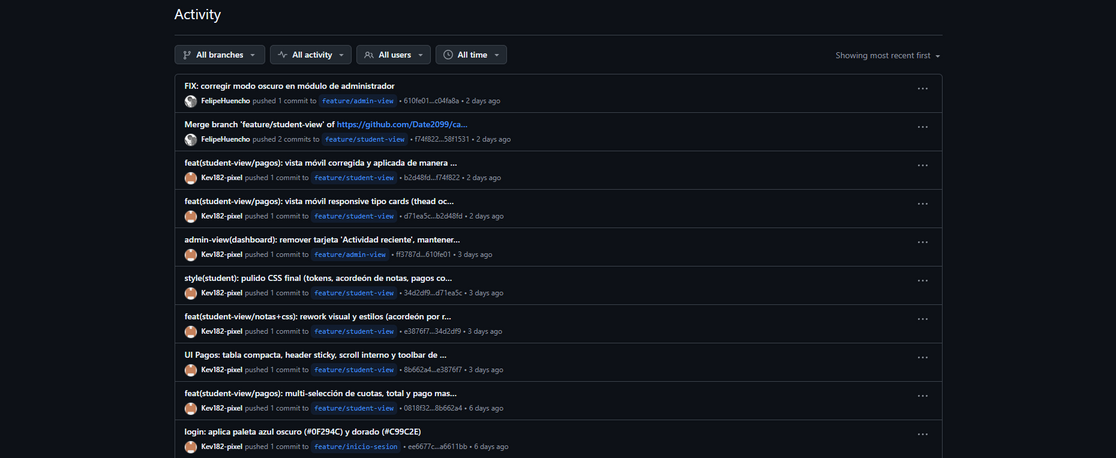 Activity
All branches All activity All users All time Showing most recent first
FIX: corregir modo oscuro en módulo de administrador
FelipeHuencho pushed 1 commit to feature/admin-view • 610fe01...c04fa8a • 2 days ago
Merge branch 'feature/student-view' of https://github.com/Date2099/ca...
FelipeHuencho pushed 2 commits to feature/student-view • f74f822...58f1531 • 2 days ago
feat(student-view/pagos): vista móvil corregida y aplicada de manera ...
Kev182-pixel pushed 1 commit to feature/student-view • b2d48fd...f74f822 • 2 days ago
feat(student-view/pagos): vista móvil responsive tipo cards (thead oc...
Kev182-pixel pushed 1 commit to feature/student-view • d71ea5c...b2d48fd • 2 days ago
admin-view(dashboard): remover tarjeta 'Actividad reciente', mantener...
Kev182-pixel pushed 1 commit to feature/admin-view • ff3787d...610fe01 • 3 days ago
style(student): pulido CSS final (tokens, acordeón de notas, pagos co...
Kev182-pixel pushed 1 commit to feature/student-view • 34d2df9...d71ea5c • 3 days ago
feat(student-view/notas+css): rework visual y estilos (acordeón por r...
Kev182-pixel pushed 1 commit to feature/student-view • e3876f7...34d2df9 • 3 days ago
UI Pagos: tabla compacta, header sticky, scroll interno y toolbar de ...
Kev182-pixel pushed 1 commit to feature/student-view • 8b662a4...e3876f7 • 3 days ago
feat(student-view/pagos): multi-selección de cuotas, total y pago mas...
Kev182-pixel pushed 1 commit to feature/student-view • 0818f32...8b662a4 • 6 days ago
login: aplica paleta azul oscuro (#0F294C) y dorado (#C99C2E)
Kev182-pixel pushed 1 commit to feature/inicio-sesion • ee6677c...a6611bb • 6 days ago